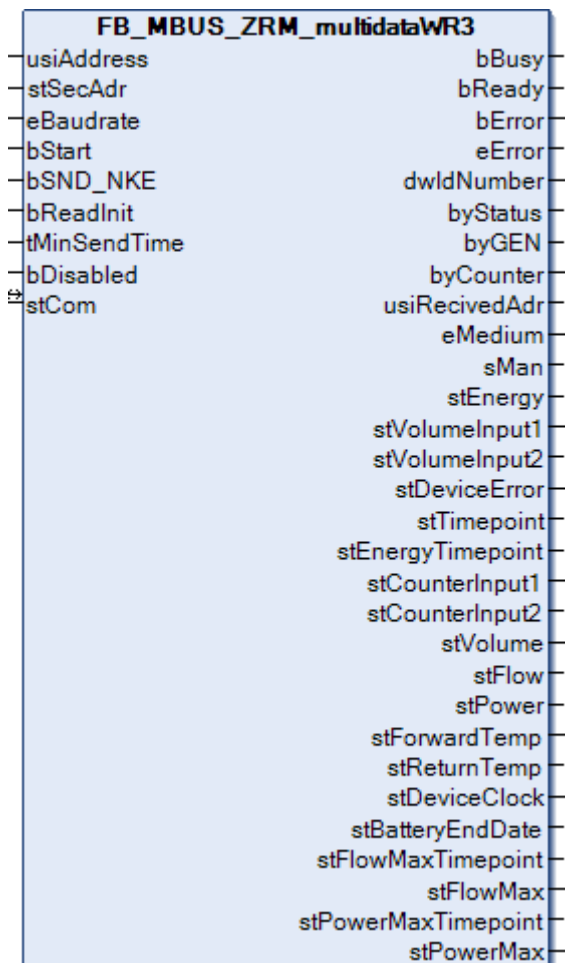 FB_MBUS_ZRM_multidataWR3
usiAddress bBusy
stSecAdr bReady
eBaudrate bError
bStart eError
bSND_NKE dwIdNumber
bReadInit byStatus
tMinSendTime byGEN
bDisabled byCounter
stCom usiRecivedAdr
eMedium
sMan
stEnergy
stVolumeInput1
stVolumeInput2
stDeviceError
stTimepoint
stEnergyTimepoint
stCounterInput1
stCounterInput2
stVolume
stFlow
stPower
stForwardTemp
stReturnTemp
stDeviceClock
stBatteryEndDate
stFlowMaxTimepoint
stFlowMax
stPowerMaxTimepoint
stPowerMax